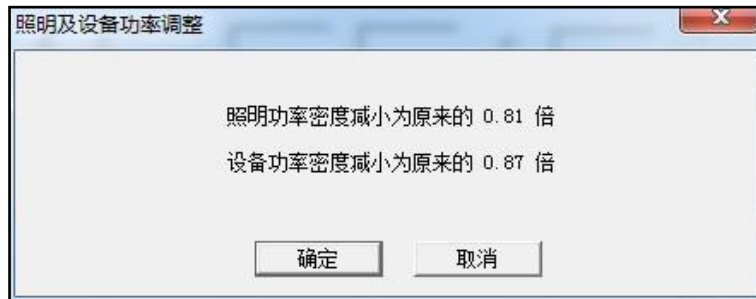 照明及设备功率调整
照明功率密度减小为原来的 0.81 倍
设备功率密度减小为原来的 0.87 倍
确定 取消